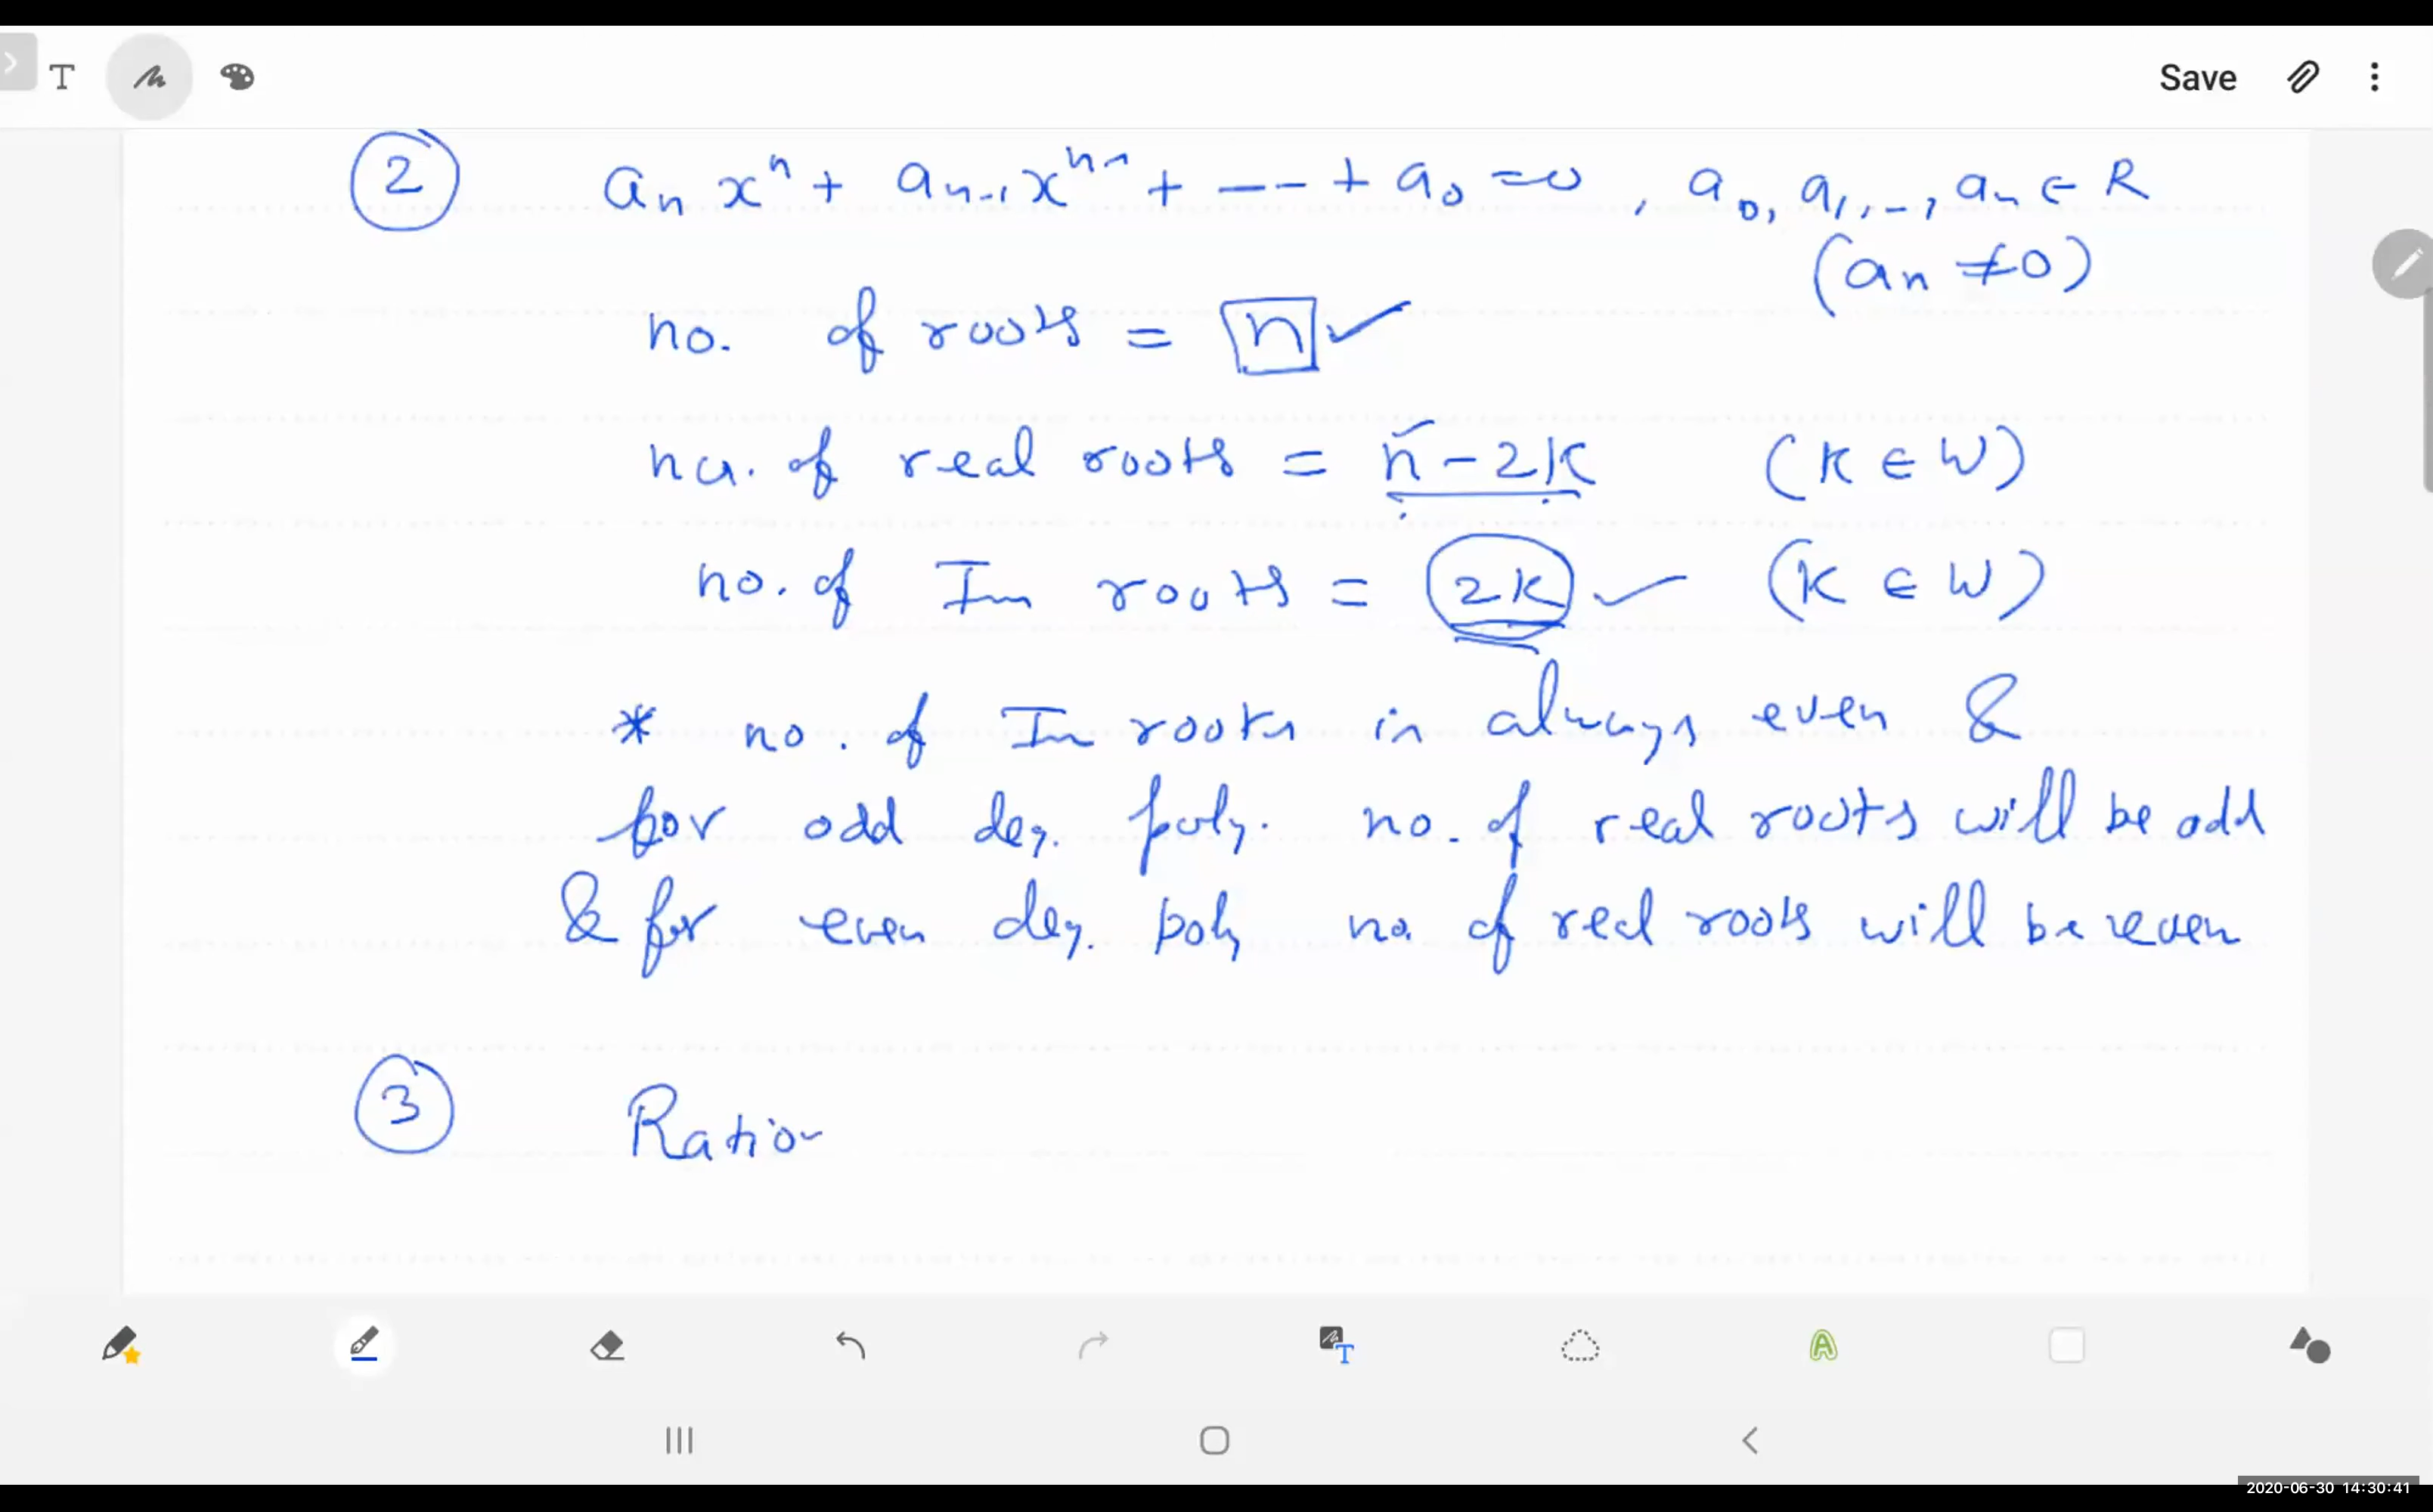 T Save
② aₙxⁿ + aₙ₋₁xⁿ⁻¹ + --- + a₀ = 0 , a₀, a₁, --, aₙ ∈ R
(aₙ ≠ 0)
no. of roots = n ✓
no. of real roots = n - 2K (K ∈ W)
no. of Im roots = 2K ✓ (K ∈ W)
* no. of Im roots is always even &
for odd deg. poly. no. of real roots will be odd
& for even deg. poly no. of real roots will be even
③ Ration
A
2020-06-30 14:30:41